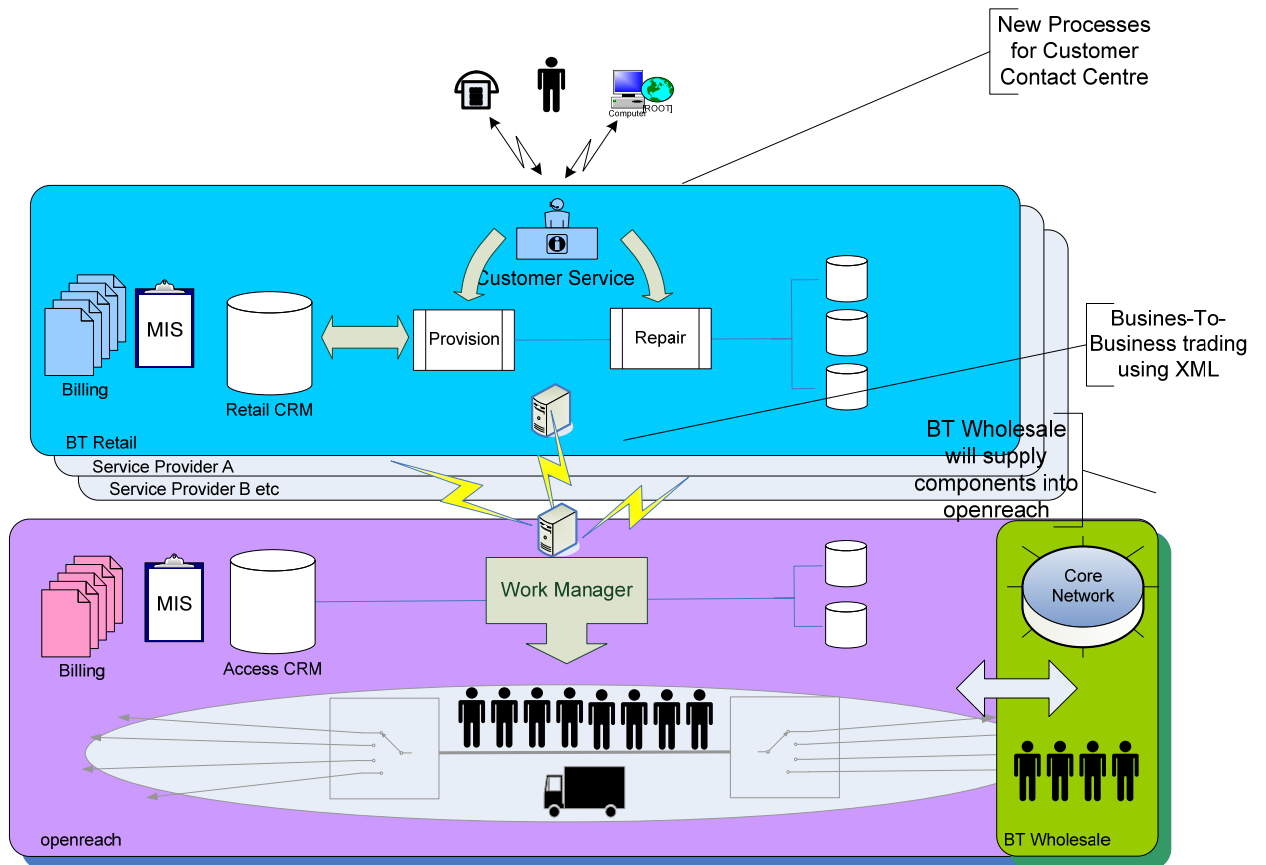 New Processes
for Customer
Contact Centre
Computer
[ROOT]
Customer Service
MIS
Provision
Repair
Billing
Retail CRM
BT Retail
Busines-To-
Business trading
using XML
Service Provider A
Service Provider B etc
BT Wholesale
will supply
components into
openreach
Work Manager
Core
Network
MIS
Billing
Access CRM
openreach
BT Wholesale